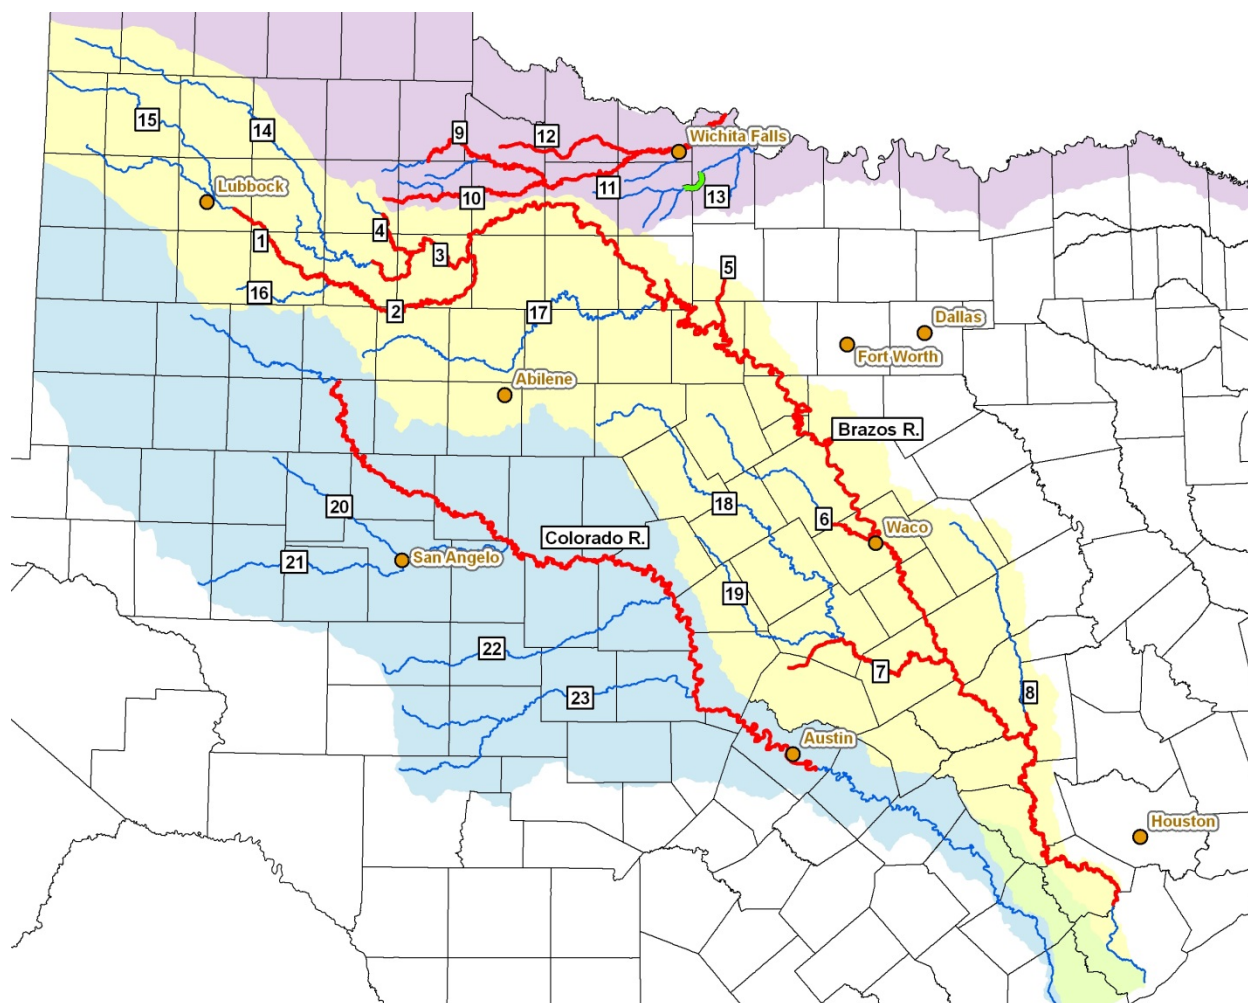 9
12
Wichita Falls
15
14
Lubbock
10
11
13
4
1
3
5
16
2
17
Dallas
Fort Worth
Abilene
Brazos R.
20
18
6
Waco
Colorado R.
San Angelo
21
19
22
7
23
8
Austin
Houston